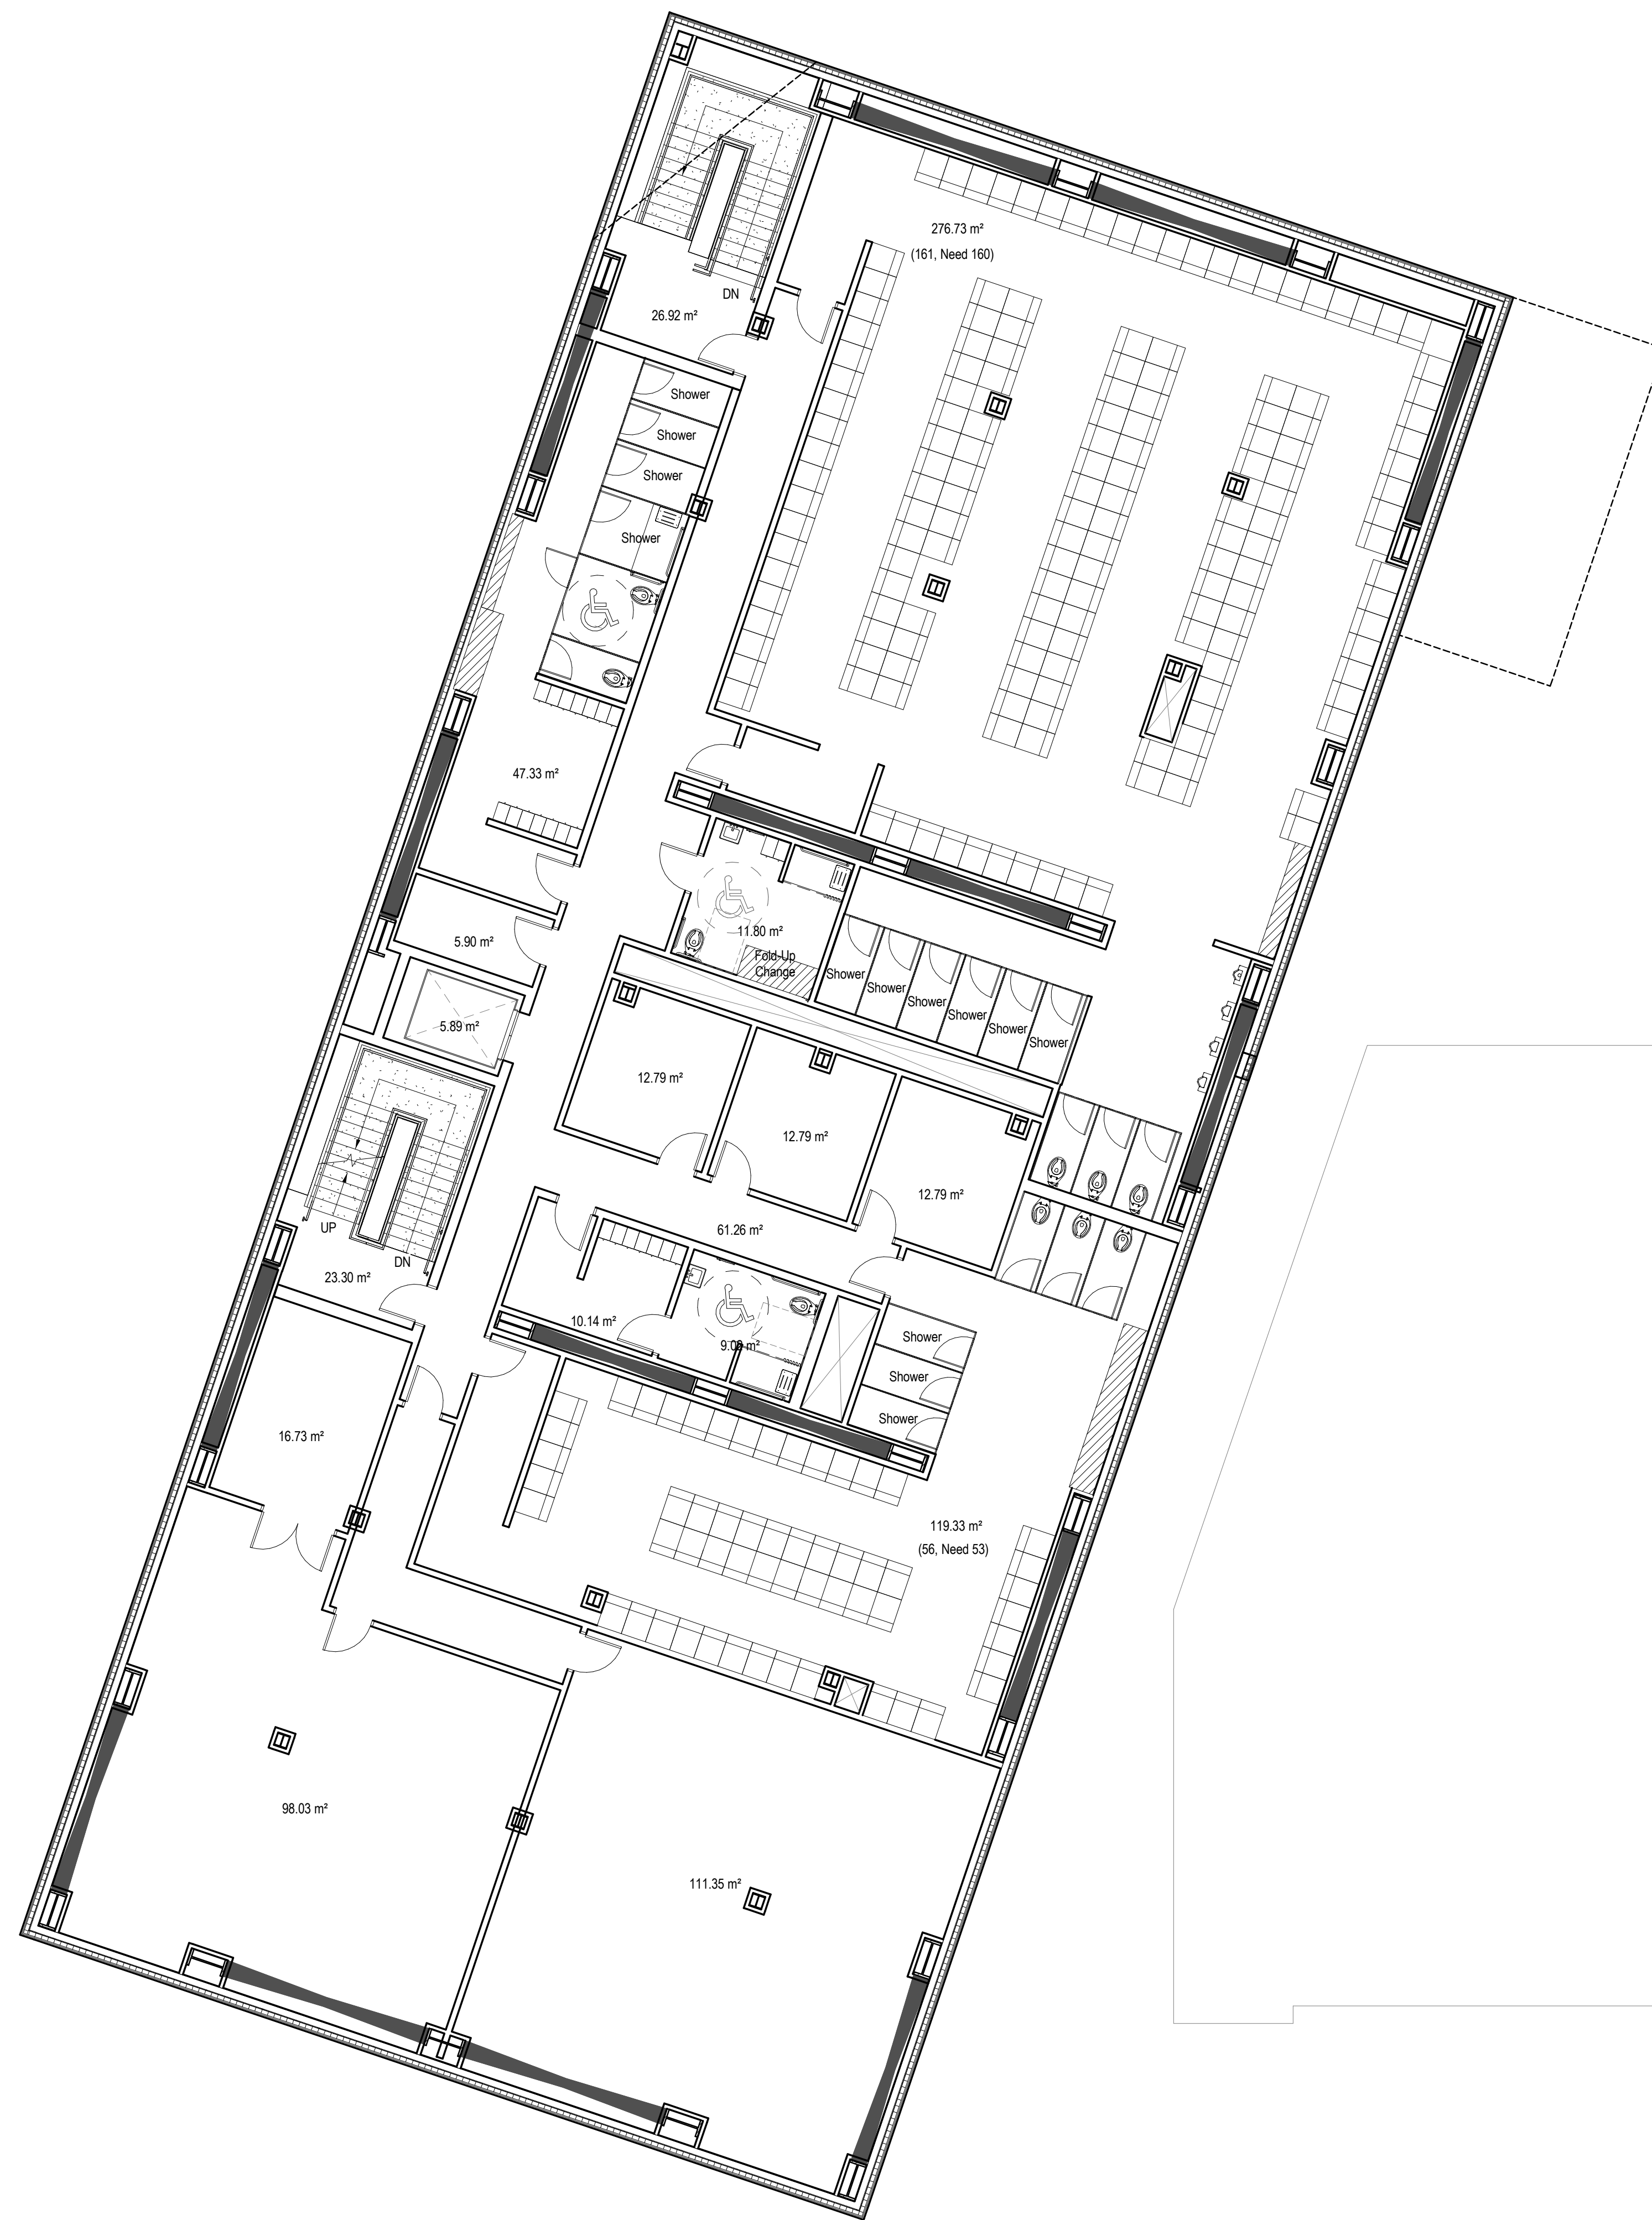 276.73 m²
(161, Need 160)
DN
26.92 m²
Shower
Shower
Shower
Shower
47.33 m²
11.80 m²
Fold-Up
Change
5.90 m²
Shower
Shower
Shower
Shower
Shower
Shower
5.89 m²
12.79 m²
12.79 m²
12.79 m²
UP
61.26 m²
DN
23.30 m²
10.14 m²
Shower
Shower
Shower
16.73 m²
119.33 m²
(56, Need 53)
98.03 m²
111.35 m²